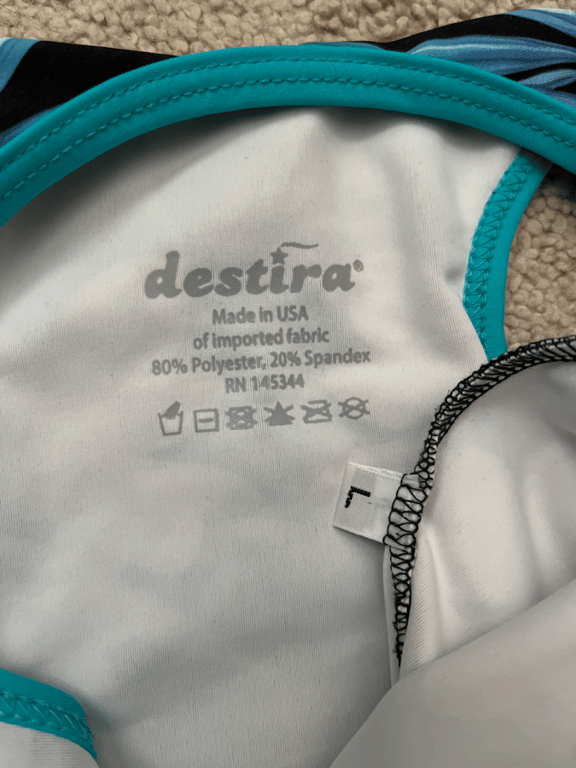 destira®
Made in USA
of imported fabric
80% Polyester, 20% Spandex
RN 145344
L